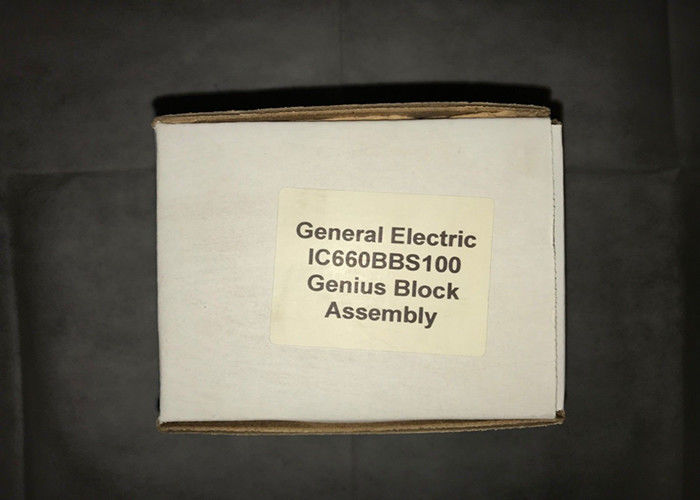 General Electric
IC660BBS100
Genius Block
Assembly